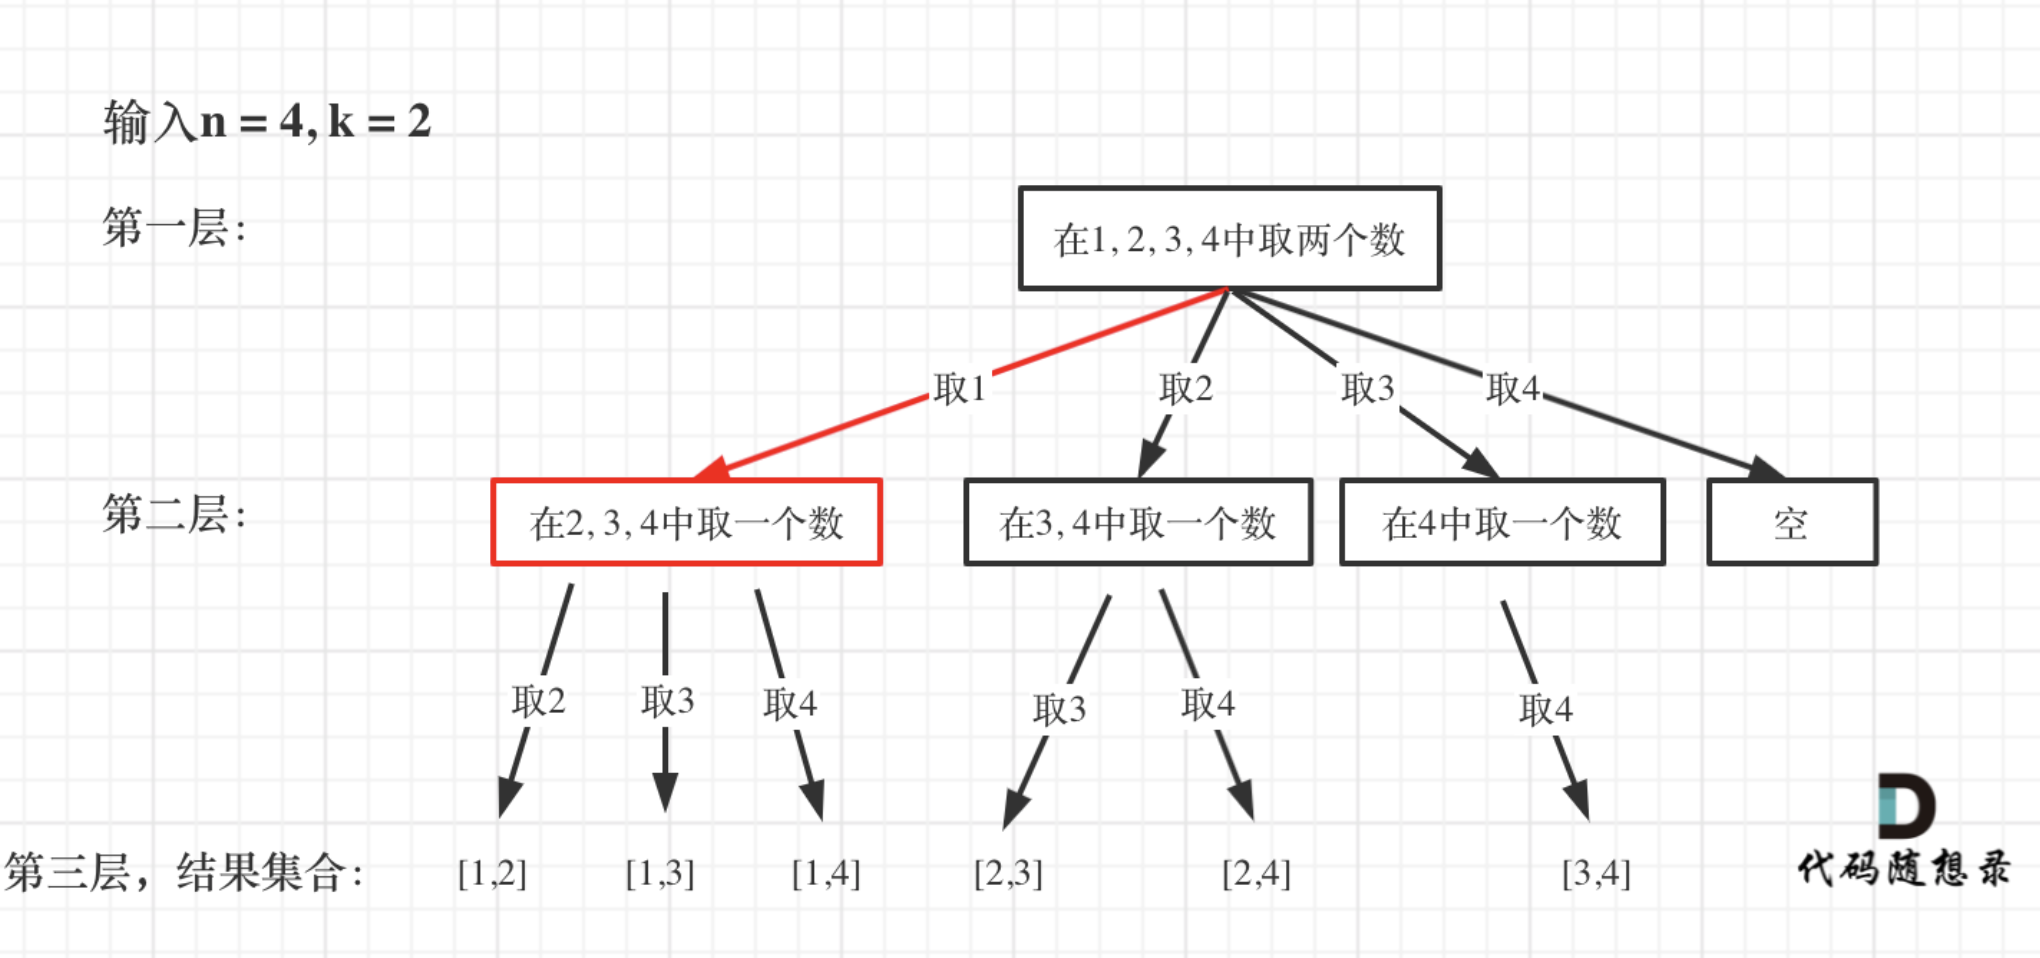 输入n = 4, k = 2
第一层：
在1, 2, 3, 4中取两个数
取1 取2 取3 取4
第二层：
在2, 3, 4中取一个数 在3, 4中取一个数 在4中取一个数 空
取2 取3 取4 取3 取4 取4
第三层，结果集合： [1,2] [1,3] [1,4] [2,3] [2,4] [3,4]
代码随想录